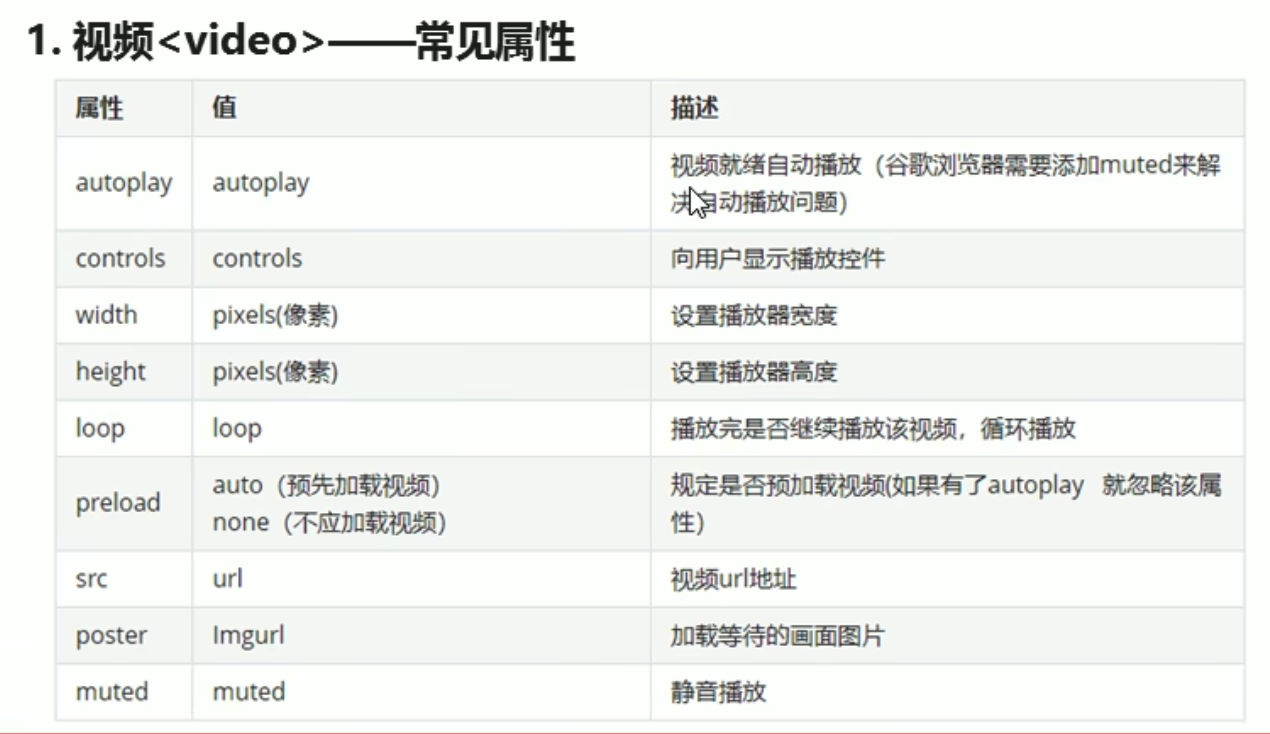 1. 视频<video>——常见属性
属性 值 描述
autoplay autoplay 视频就绪自动播放（谷歌浏览器需要添加muted来解
决自动播放问题）
controls controls 向用户显示播放控件
width pixels(像素) 设置播放器宽度
height pixels(像素) 设置播放器高度
loop loop 播放完是否继续播放该视频，循环播放
preload auto（预先加载视频） 规定是否预加载视频(如果有了autoplay 就忽略该属
none（不应加载视频） 性）
src url 视频url地址
poster Imgurl 加载等待的画面图片
muted muted 静音播放